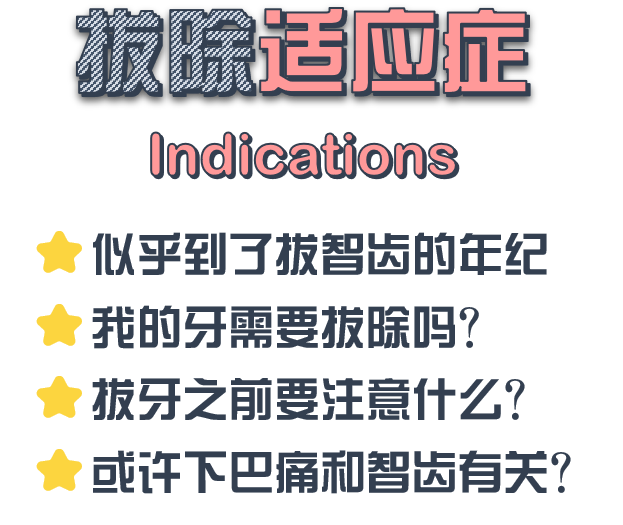 拔除适应症
Indications
似乎到了拔智齿的年纪
我的牙需要拔除吗?
拔牙之前要注意什么?
或许下巴痛和智齿有关?